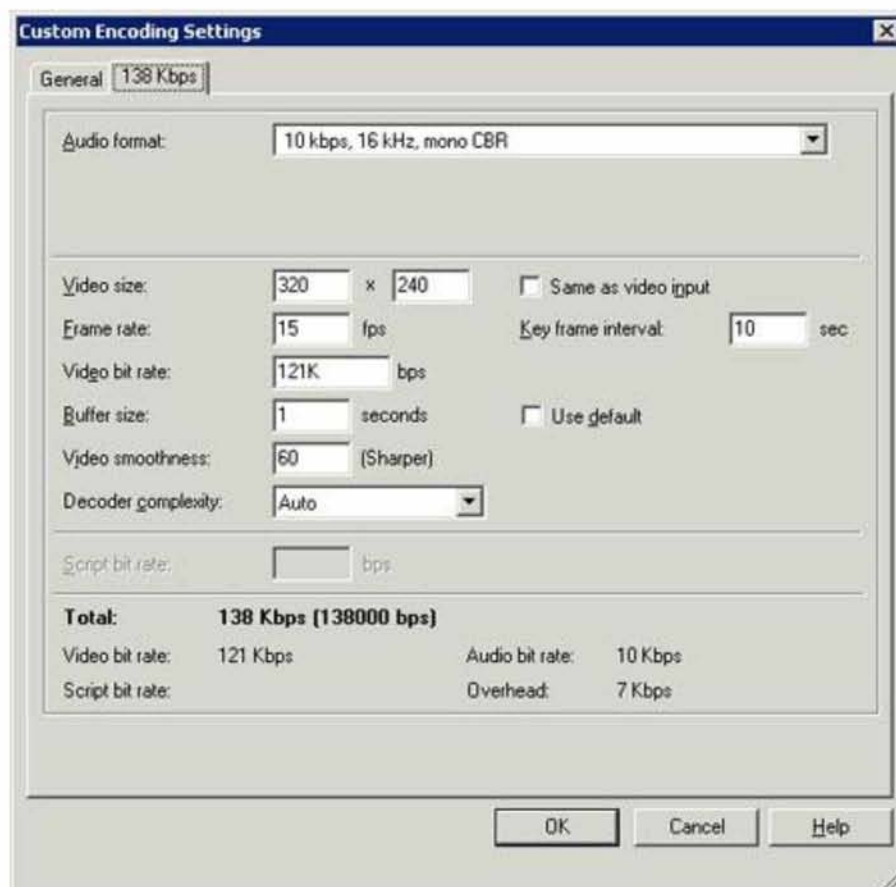 Custom Encoding Settings
General 138 Kbps
Audio format: 10 kbps, 16 kHz, mono CBR
Video size: 320 x 240 Same as video input
Frame rate: 15 fps Key frame interval: 10 sec
Video bit rate: 121K bps
Buffer size: 1 seconds Use default
Video smoothness: 60 (Sharper)
Decoder complexity: Auto
Script bit rate: bps
Total: 138 Kbps (138000 bps)
Video bit rate: 121 Kbps Audio bit rate: 10 Kbps
Script bit rate: Overhead: 7 Kbps
OK Cancel Help